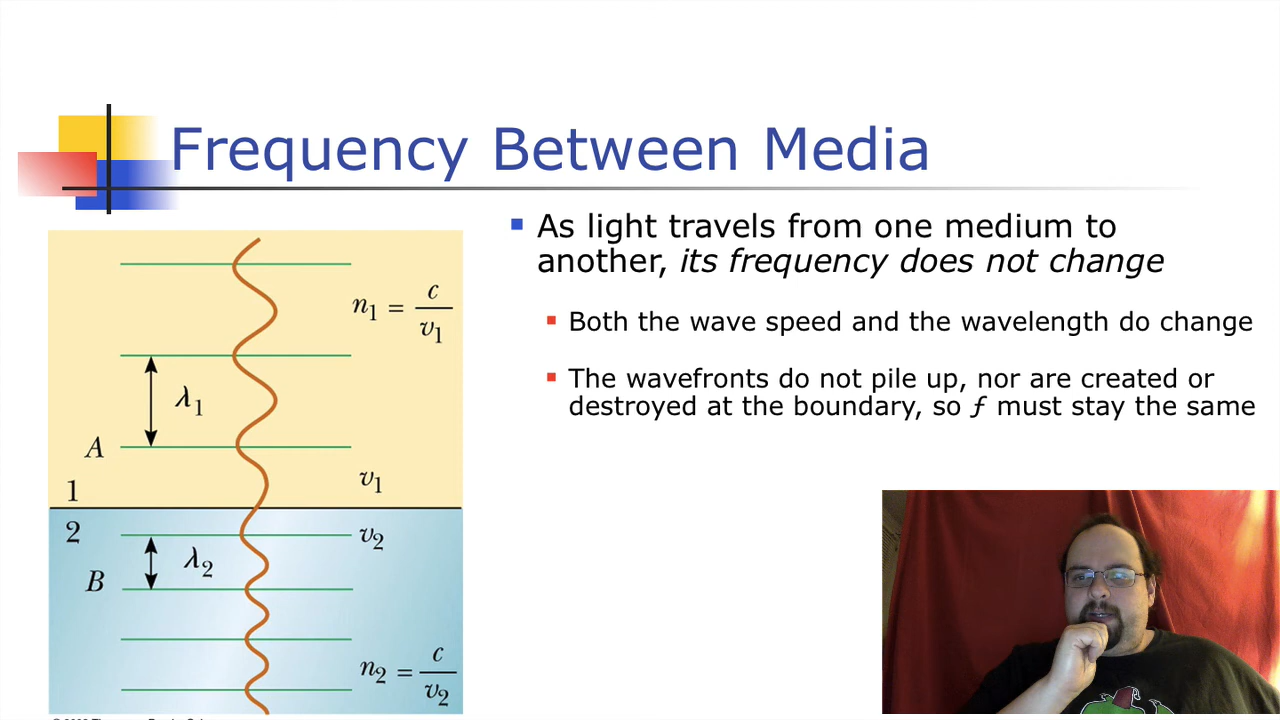 Frequency Between Media
As light travels from one medium to
another, its frequency does not change
Both the wave speed and the wavelength do change
The wavefronts do not pile up, nor are created or
destroyed at the boundary, so ƒ must stay the same
n₁ = c/v₁
λ₁
A
v₁
1
2
v₂
λ₂
B
n₂ = c/v₂